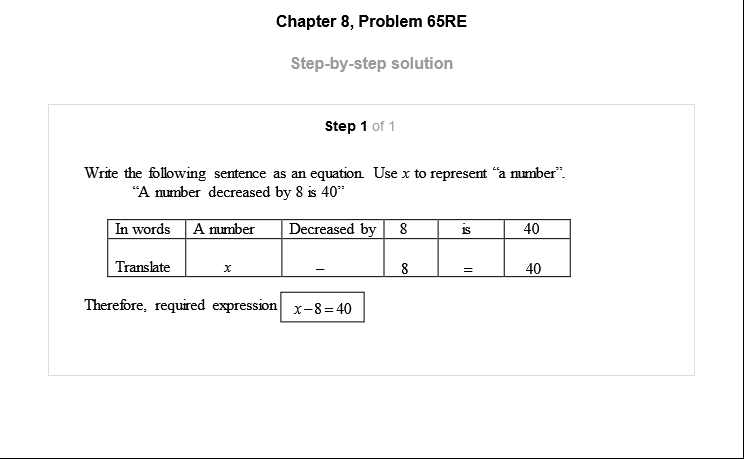 Chapter 8, Problem 65RE
Step-by-step solution
Step 1 of 1
Write the following sentence as an equation. Use x to represent “a number”.
“A number decreased by 8 is 40”
In words A number Decreased by 8 is 40
Translate x − 8 = 40
Therefore, required expression x−8=40